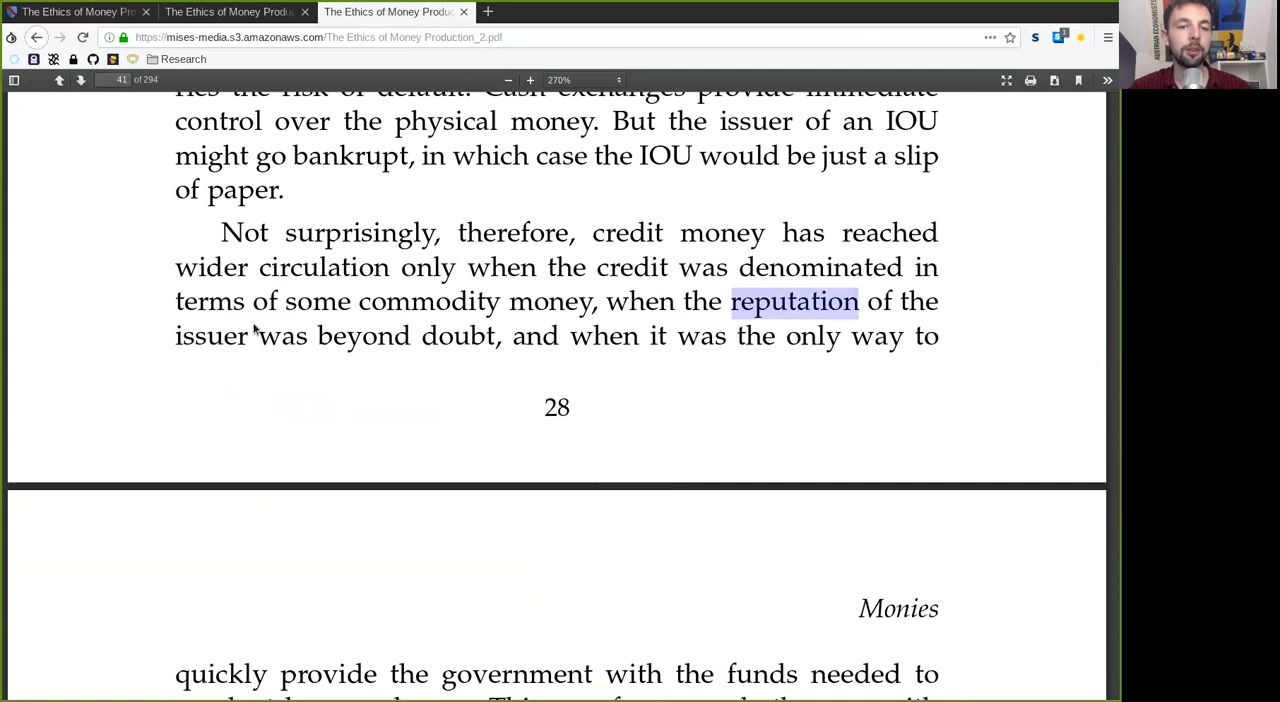 The Ethics of Money Pro
The Ethics of Money Produc
The Ethics of Money Produc
https://mises-media.s3.amazonaws.com/The Ethics of Money Production_2.pdf
Research
41 of 294
270%
control over the physical money. But the issuer of an IOU
might go bankrupt, in which case the IOU would be just a slip
of paper.
Not surprisingly, therefore, credit money has reached
wider circulation only when the credit was denominated in
terms of some commodity money, when the reputation of the
issuer was beyond doubt, and when it was the only way to
28
Monies
quickly provide the government with the funds needed to
AUSTRIAN ECONOMISTS